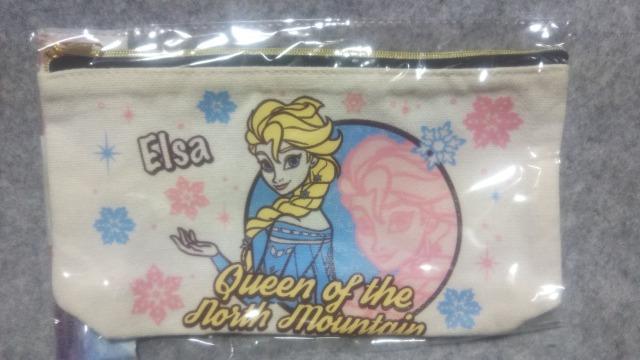 Elsa
Queen of the
North Mountain